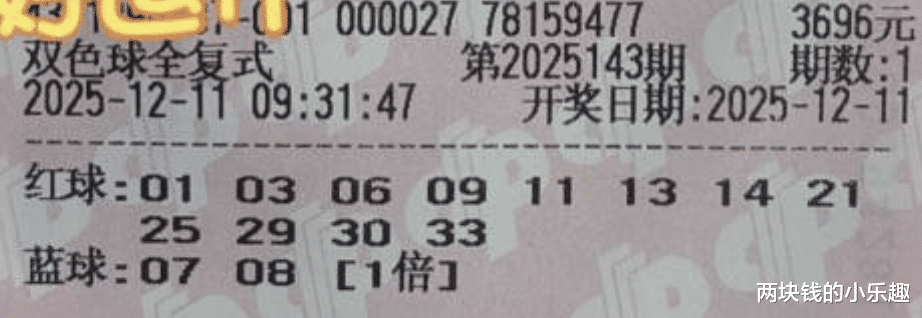 -001 000027 78159477 3696元
双色球全复式 第2025143期 期数:1
2025-12-11 09:31:47 开奖日期:2025-12-11
红球:01 03 06 09 11 13 14 21
25 29 30 33
蓝球:07 08 [1倍]
两块钱的小乐趣